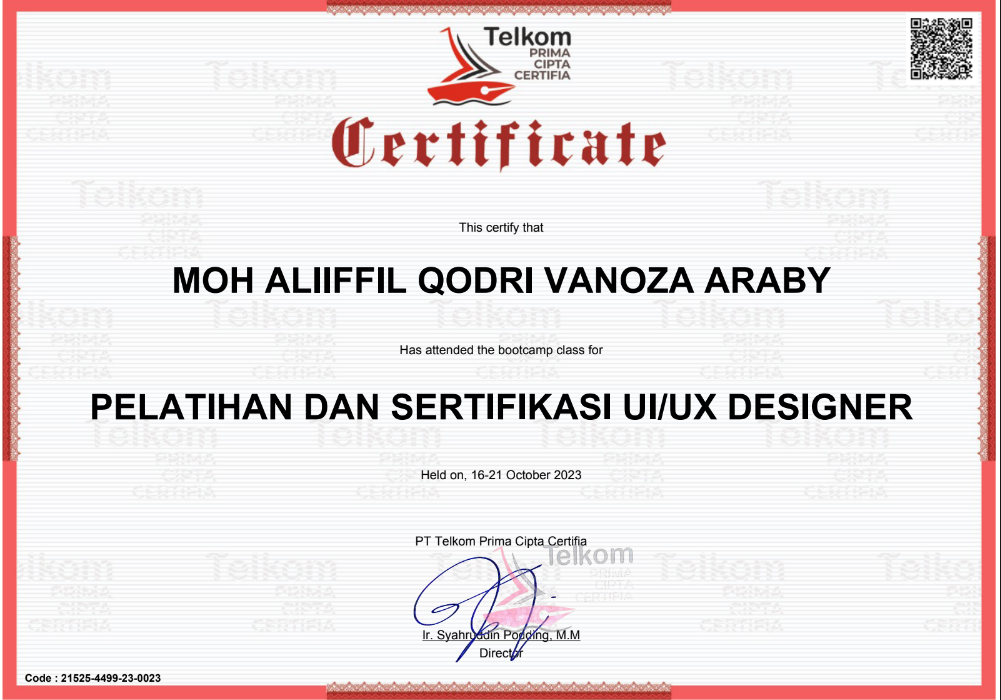 Telkom
PRIMA
CIPTA
CERTIFIA
Certificate
This certify that
MOH ALIIFFIL QODRI VANOZA ARABY
Has attended the bootcamp class for
PELATIHAN DAN SERTIFIKASI UI/UX DESIGNER
Held on, 16-21 October 2023
PT Telkom Prima Cipta Certifia
Telkom
PRIMA
CIPTA
CERTIFIA
Ir. Syahruddin Podding, M.M
Director
Code : 21525-4499-23-0023